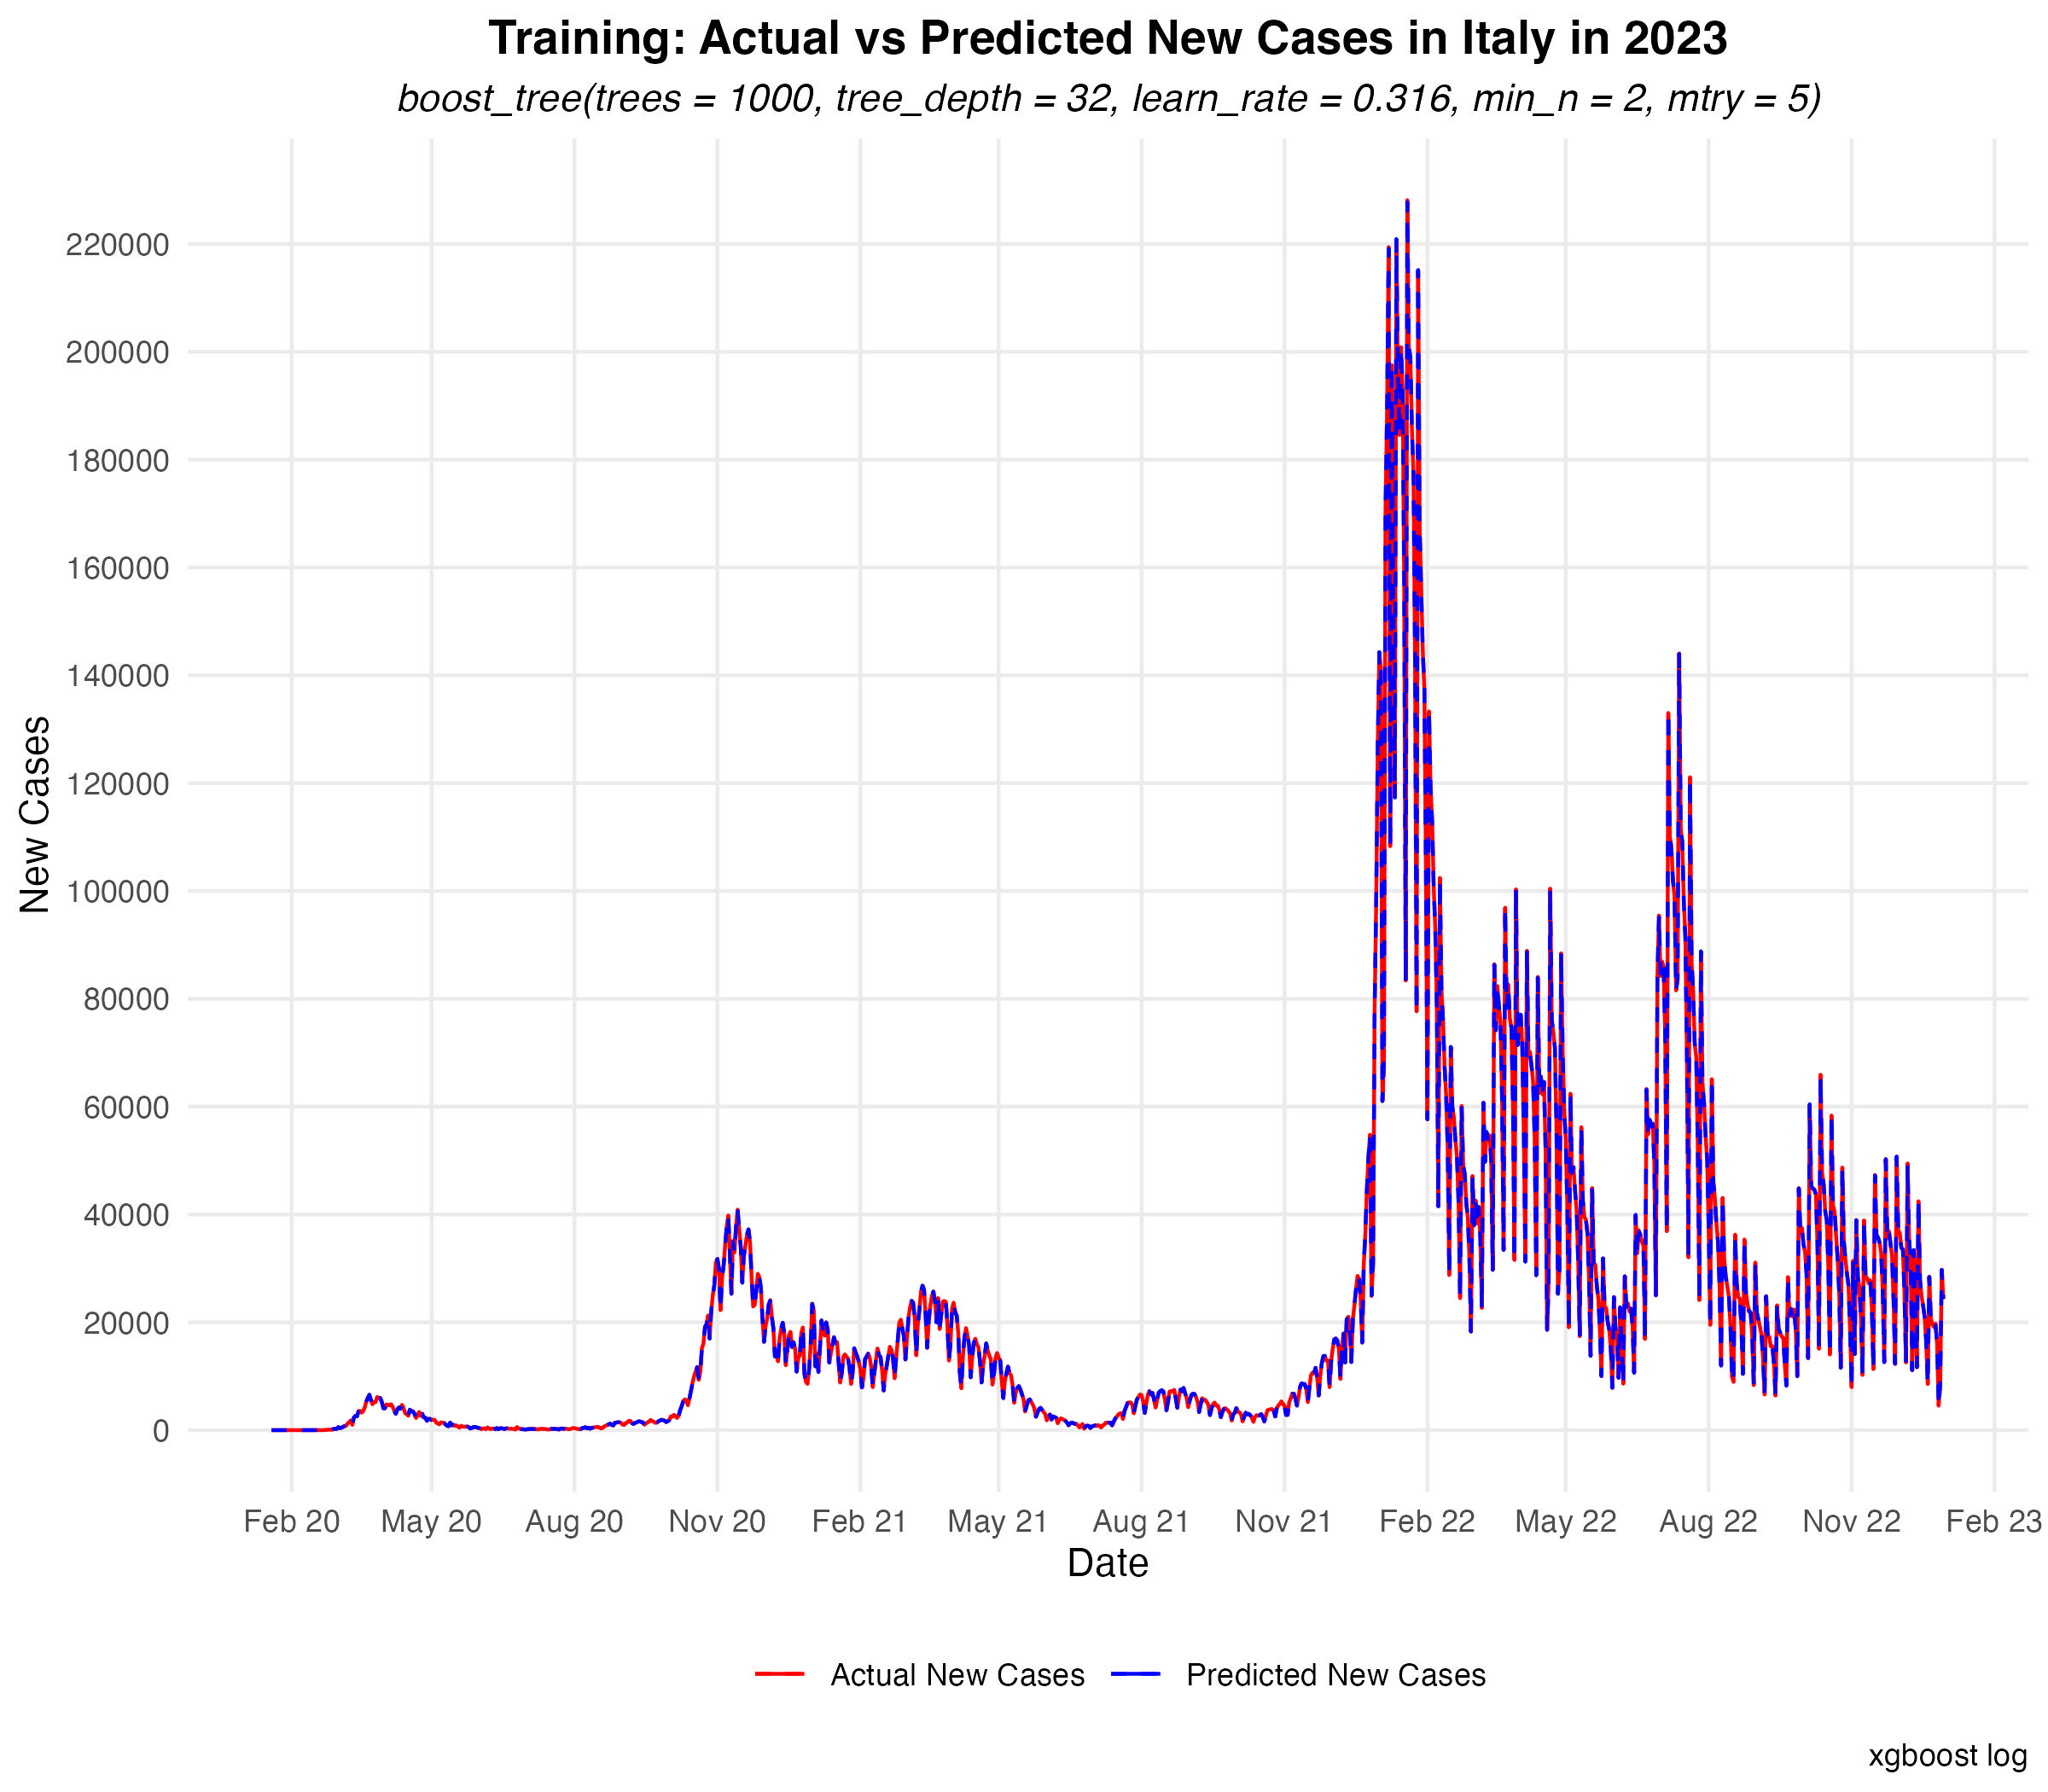 Training: Actual vs Predicted New Cases in Italy in 2023
boost_tree(trees = 1000, tree_depth = 32, learn_rate = 0.316, min_n = 2, mtry = 5)
New Cases
220000
200000
180000
160000
140000
120000
100000
80000
60000
40000
20000
0
Feb 20 May 20 Aug 20 Nov 20 Feb 21 May 21 Aug 21 Nov 21 Feb 22 May 22 Aug 22 Nov 22 Feb 23
Date
Actual New Cases Predicted New Cases
xgboost log